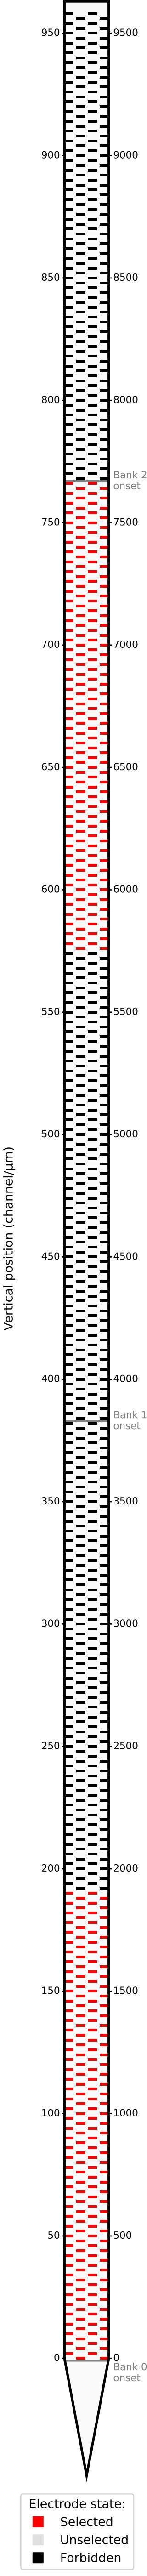 950 9500
900 9000
850 8500
800 8000
Bank 2
onset
750 7500
700 7000
650 6500
600 6000
550 5500
500 5000
450 4500
400 4000
Bank 1
onset
350 3500
300 3000
250 2500
200 2000
150 1500
100 1000
50 500
0 0
Bank 0
onset
Vertical position (channel/μm)
Electrode state:
Selected
Unselected
Forbidden